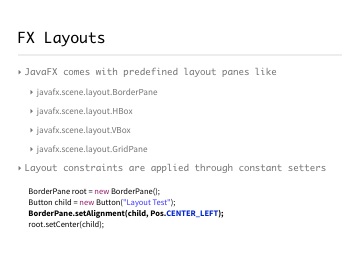 FX Layouts
JavaFX comes with predefined layout panes like
javafx.scene.layout.BorderPane
javafx.scene.layout.HBox
javafx.scene.layout.VBox
javafx.scene.layout.GridPane
Layout constraints are applied through constant setters
BorderPane root = new BorderPane();
Button child = new Button("Layout Test");
BorderPane.setAlignment(child, Pos.CENTER_LEFT);
root.setCenter(child);